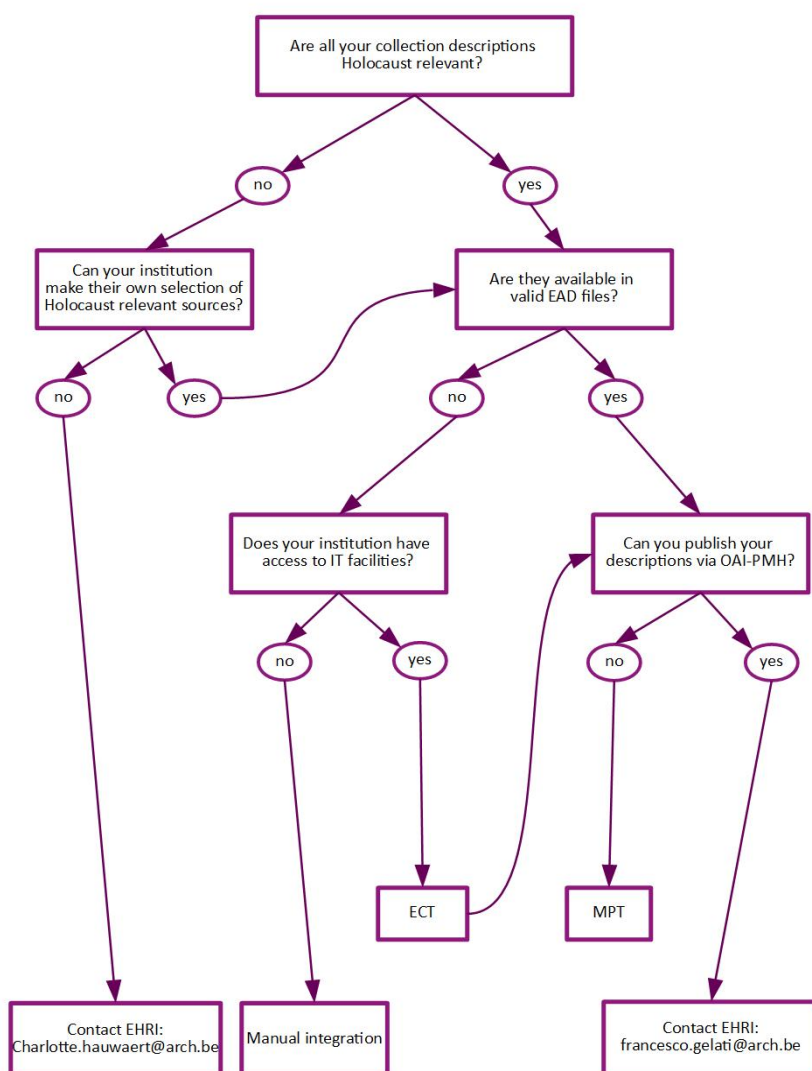 Are all your collection descriptions
Holocaust relevant?
no
yes
Can your institution
make their own selection of
Holocaust relevant sources?
Are they available in
valid EAD files?
no
yes
no
yes
Does your institution have
access to IT facilities?
Can you publish your
descriptions via OAI-PMH?
no
yes
no
yes
ECT
MPT
Contact EHRI:
Charlotte.hauwaert@arch.be
Manual integration
Contact EHRI:
francesco.gelati@arch.be